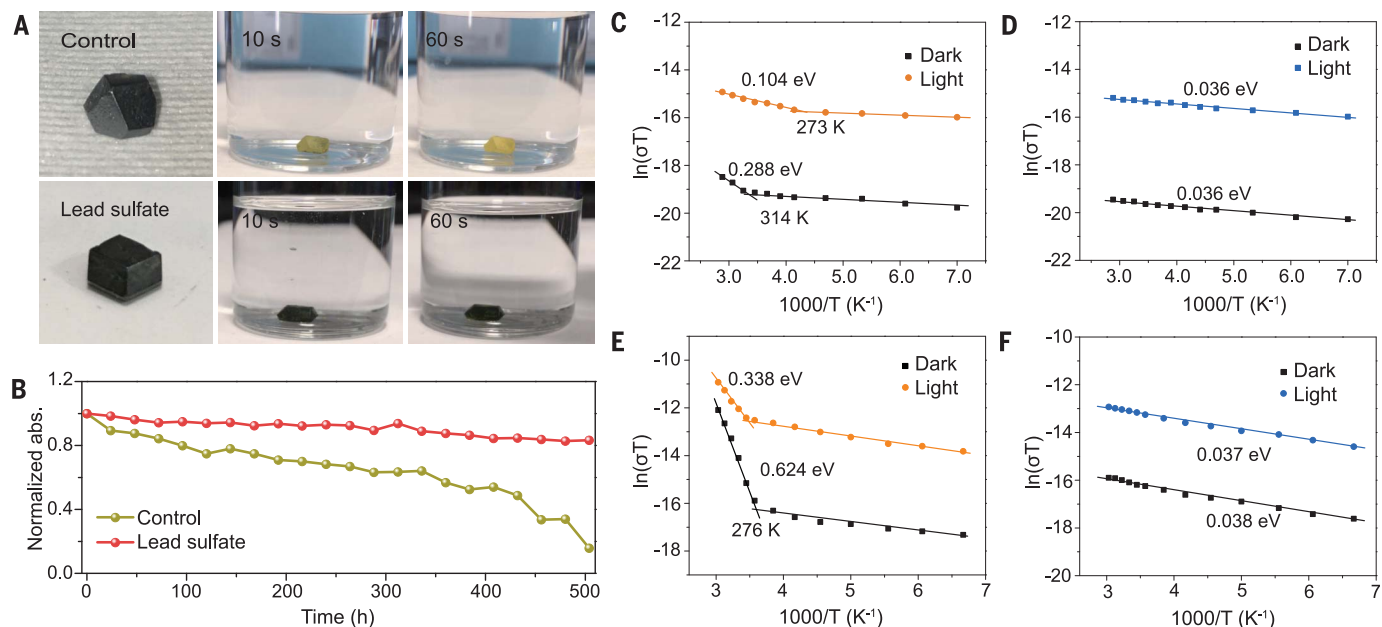 A
Control
10 s
60 s
Lead sulfate
10 s
60 s
B
Normalized abs.
1.2
0.8
0.4
0.0
Control
Lead sulfate
0
100
200
300
400
500
Time (h)
C
ln(σT)
-12
-14
-16
-18
-20
-22
Dark
Light
0.104 eV
273 K
0.288 eV
314 K
3.0
4.0
5.0
6.0
7.0
1000/T (K⁻¹)
D
ln(σT)
-12
-14
-16
-18
-20
-22
Dark
Light
0.036 eV
0.036 eV
3.0
4.0
5.0
6.0
7.0
1000/T (K⁻¹)
E
ln(σT)
-10
-12
-14
-16
-18
Dark
Light
0.338 eV
0.624 eV
276 K
3
4
5
6
7
1000/T (K⁻¹)
F
ln(σT)
-10
-12
-14
-16
-18
-20
Dark
Light
0.037 eV
0.038 eV
3
4
5
6
7
1000/T (K⁻¹)